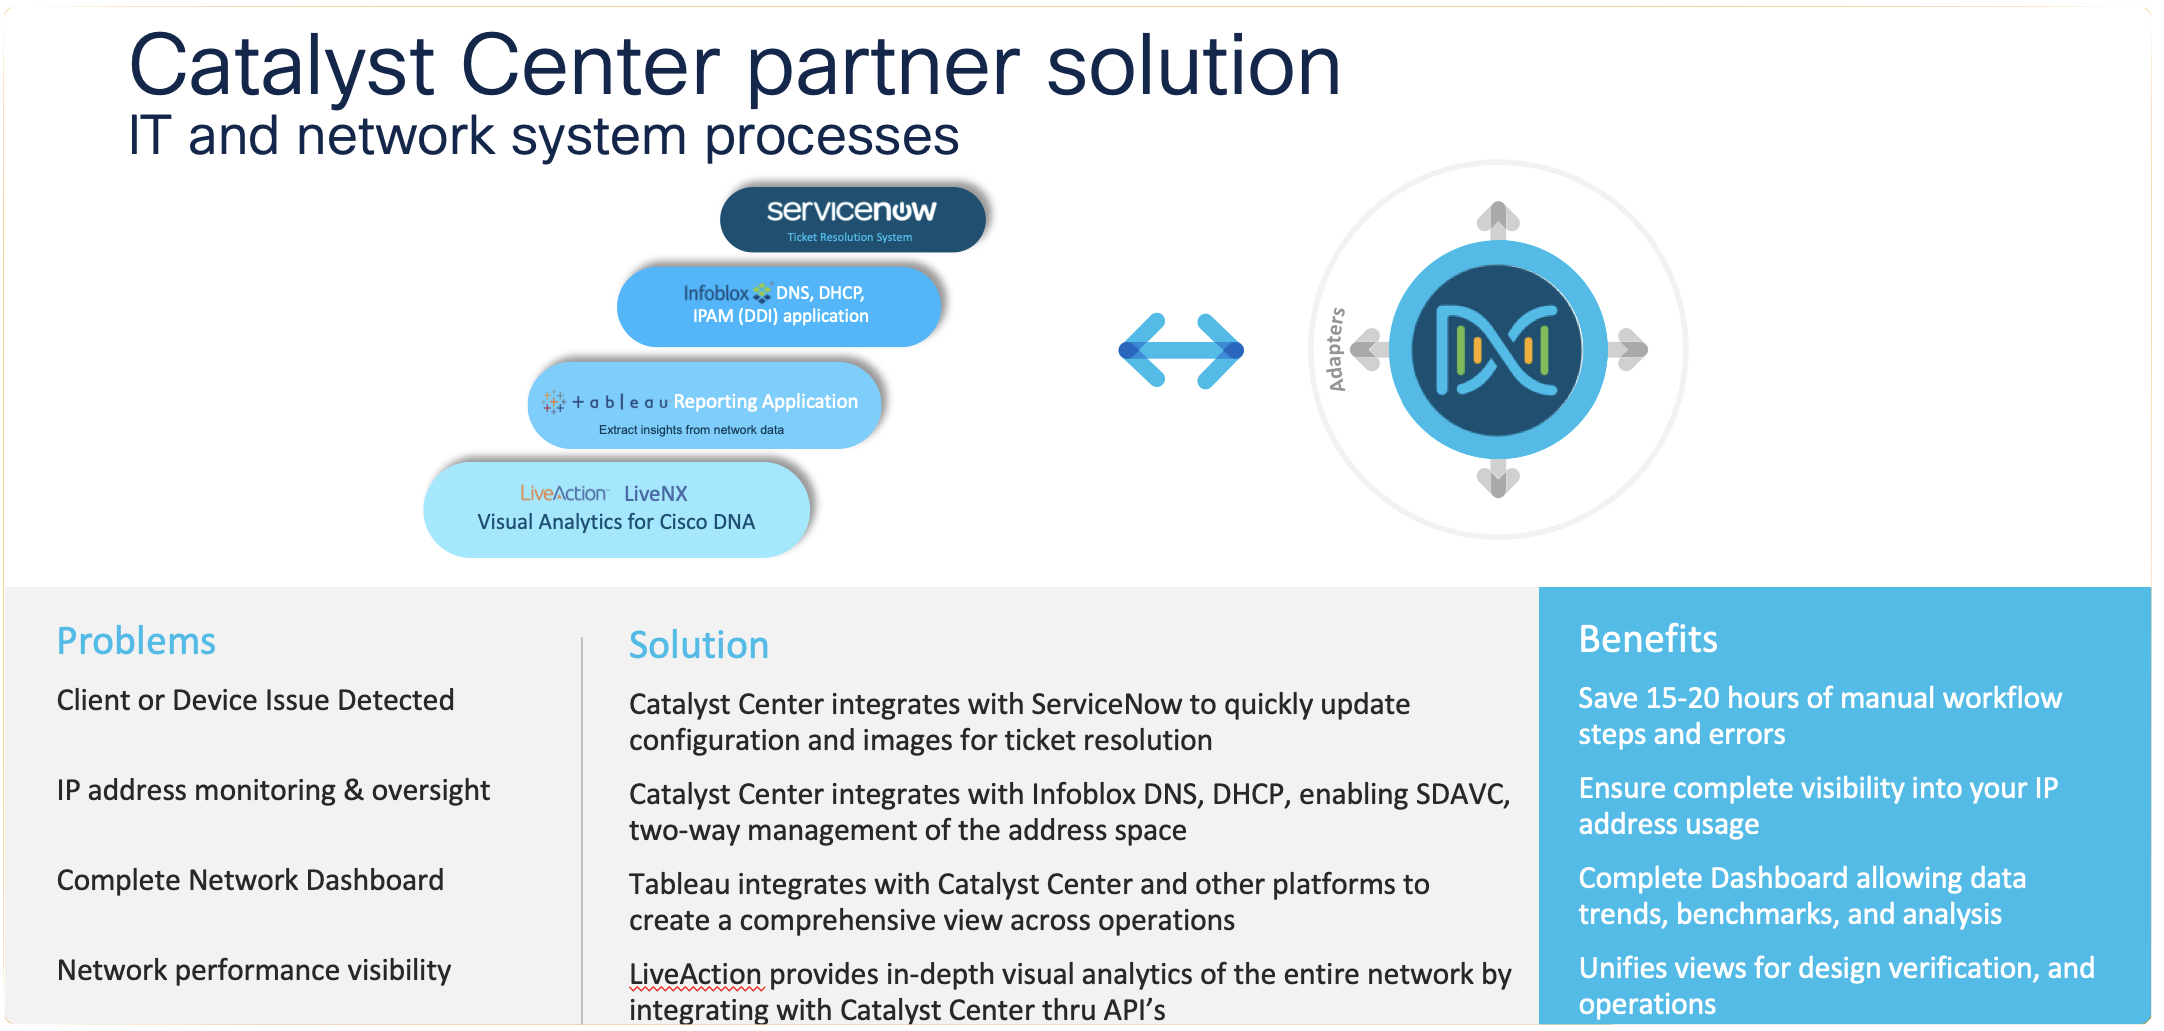 Catalyst Center partner solution
IT and network system processes
servicenow
Ticket Resolution System
Infoblox DNS, DHCP,
IPAM (DDI) application
+ableau Reporting Application
Extract insights from network data
LiveAction LiveNX
Visual Analytics for Cisco DNA
Adapters
Problems
Client or Device Issue Detected
IP address monitoring & oversight
Complete Network Dashboard
Network performance visibility
Solution
Catalyst Center integrates with ServiceNow to quickly update
configuration and images for ticket resolution
Catalyst Center integrates with Infoblox DNS, DHCP, enabling SDAVC,
two-way management of the address space
Tableau integrates with Catalyst Center and other platforms to
create a comprehensive view across operations
LiveAction provides in-depth visual analytics of the entire network by
integrating with Catalyst Center thru API’s
Benefits
Save 15-20 hours of manual workflow
steps and errors
Ensure complete visibility into your IP
address usage
Complete Dashboard allowing data
trends, benchmarks, and analysis
Unifies views for design verification, and
operations